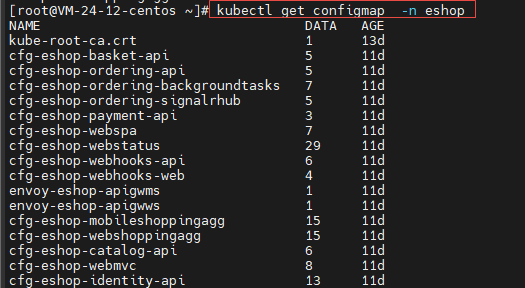 [root@VM-24-12-centos ~]# kubectl get configmap  -n eshop
NAME                              DATA   AGE
kube-root-ca.crt                  1      13d
cfg-eshop-basket-api              5      11d
cfg-eshop-ordering-api            5      11d
cfg-eshop-ordering-backgroundtasks   7      11d
cfg-eshop-ordering-signalrhub     5      11d
cfg-eshop-payment-api             3      11d
cfg-eshop-webspa                  7      11d
cfg-eshop-webstatus               29     11d
cfg-eshop-webhooks-api            6      11d
cfg-eshop-webhooks-web            4      11d
envoy-eshop-apigwms               1      11d
envoy-eshop-apigwws               1      11d
cfg-eshop-mobileshoppingagg       15     11d
cfg-eshop-webshoppingagg          15     11d
cfg-eshop-catalog-api             6      11d
cfg-eshop-webmvc                  8      11d
cfg-eshop-identity-api            13     11d